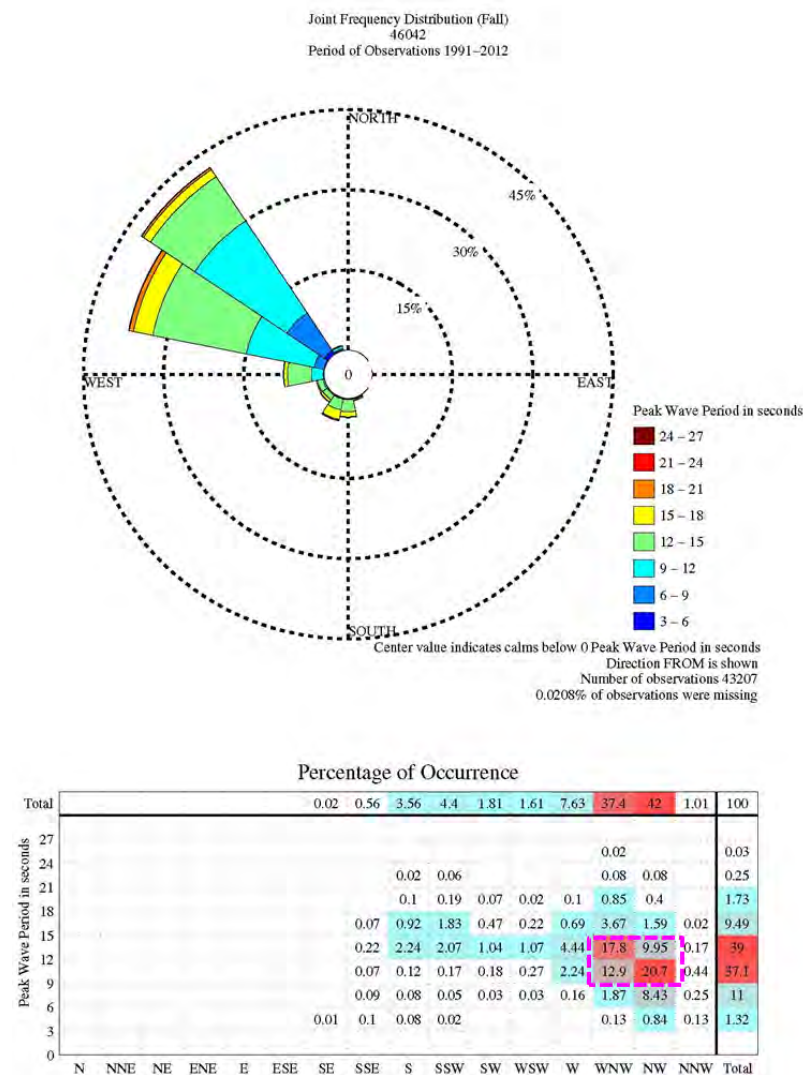 Joint Frequency Distribution (Fall)
46042
Period of Observations 1991–2012
NORTH
45%
30%
15%
WEST
0
EAST
SOUTH
Peak Wave Period in seconds
24 – 27
21 – 24
18 – 21
15 – 18
12 – 15
9 – 12
6 – 9
3 – 6
Center value indicates calms below 0 Peak Wave Period in seconds
Direction FROM is shown
Number of observations 43207
0.0208% of observations were missing
Percentage of Occurrence
Total 0.02 0.56 3.56 4.4 1.81 1.61 7.63 37.4 42 1.01 100
Peak Wave Period in seconds
27
0.02 0.03
24
0.02 0.06 0.08 0.08 0.25
21
0.1 0.19 0.07 0.02 0.1 0.85 0.4 1.73
18
0.07 0.92 1.83 0.47 0.22 0.69 3.67 1.59 0.02 9.49
15
0.22 2.24 2.07 1.04 1.07 4.44 17.8 9.95 0.17 39
12
0.07 0.12 0.17 0.18 0.27 2.24 12.9 20.7 0.44 37.1
9
0.09 0.08 0.05 0.03 0.03 0.16 1.87 8.43 0.25 11
6
0.01 0.1 0.08 0.02 0.13 0.84 0.13 1.32
3
0
N NNE NE ENE E ESE SE SSE S SSW SW WSW W WNW NW NNW Total